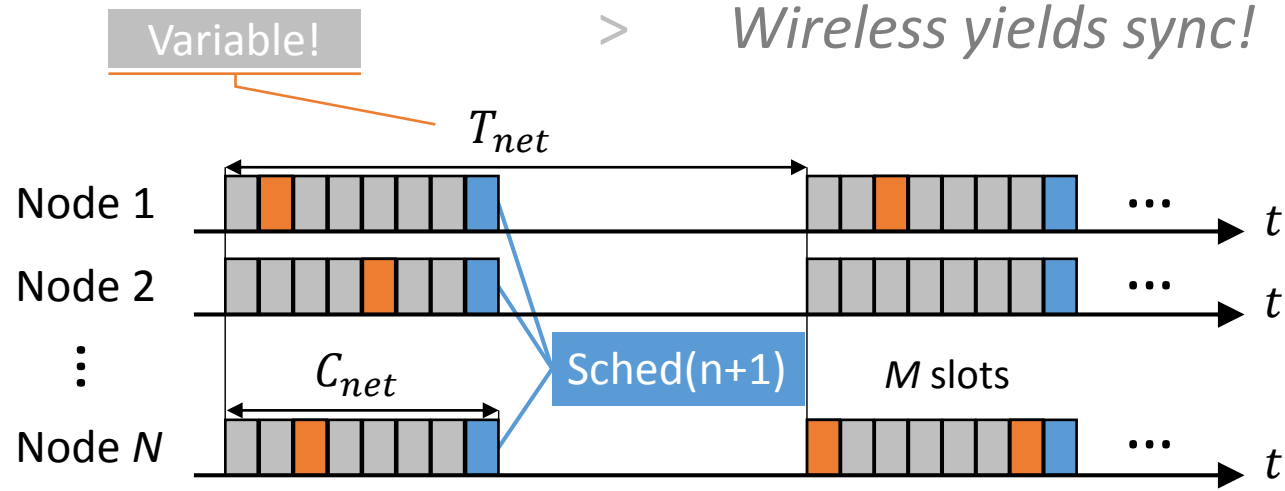 Variable!
> Wireless yields sync!
T_net
Node 1
... t
Node 2
... t
⋮
C_net
Sched(n+1)
M slots
Node N
... t